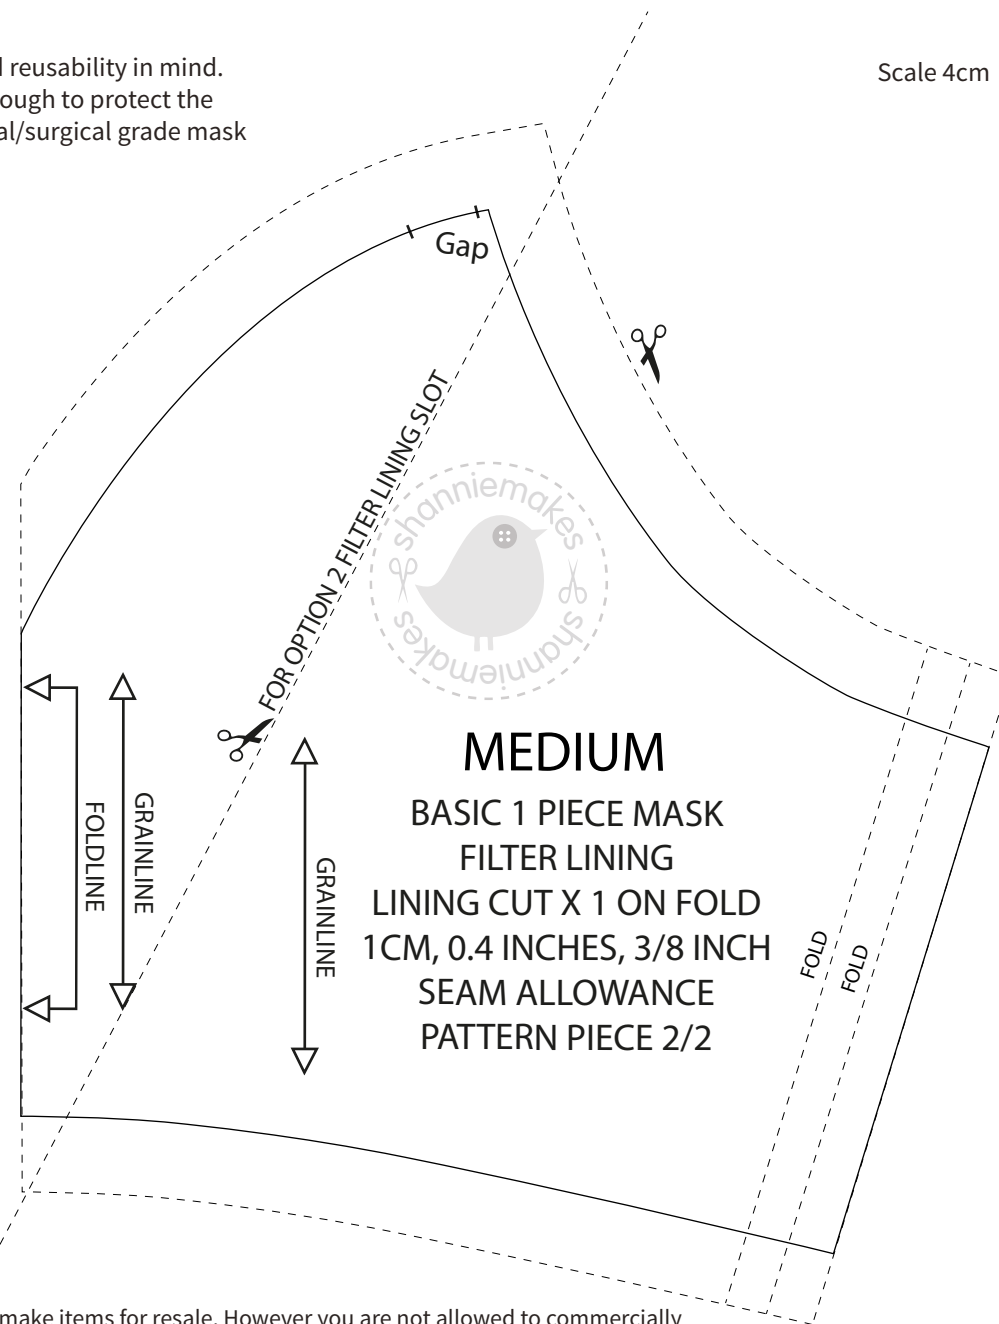 l reusability in mind.
ough to protect the
al/surgical grade mask
Scale 4cm
Gap
FOR OPTION 2 FILTER LINING SLOT
shanniemakes
shanniemakes
FOLDLINE
GRAINLINE
GRAINLINE
MEDIUM
BASIC 1 PIECE MASK
FILTER LINING
LINING CUT X 1 ON FOLD
1CM, 0.4 INCHES, 3/8 INCH
SEAM ALLOWANCE
PATTERN PIECE 2/2
FOLD
FOLD
make items for resale. However you are not allowed to commercially